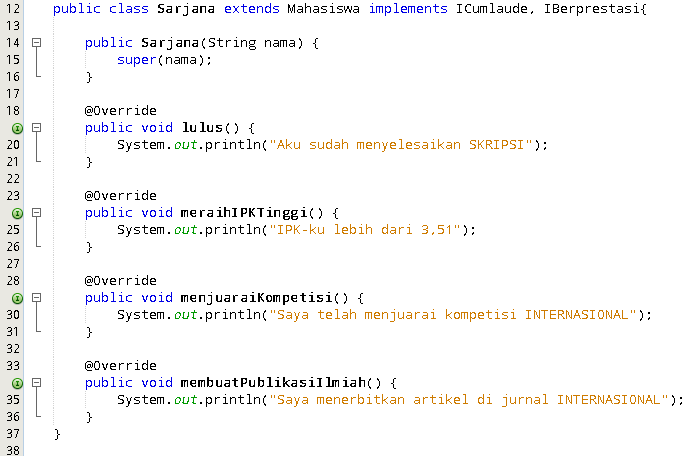 12 public class Sarjana extends Mahasiswa implements ICumlaude, IBerprestasi{
13
14 public Sarjana(String nama) {
15 super(nama);
16 }
17
18 @Override
public void lulus() {
20 System.out.println("Aku sudah menyelesaikan SKRIPSI");
21 }
22
23 @Override
public void meraihIPKTinggi() {
25 System.out.println("IPK-ku lebih dari 3,51");
26 }
27
28 @Override
public void menjuaraiKompetisi() {
30 System.out.println("Saya telah menjuarai kompetisi INTERNASIONAL");
31 }
32
33 @Override
public void membuatPublikasiIlmiah() {
35 System.out.println("Saya menerbitkan artikel di jurnal INTERNASIONAL");
36 }
37 }
38